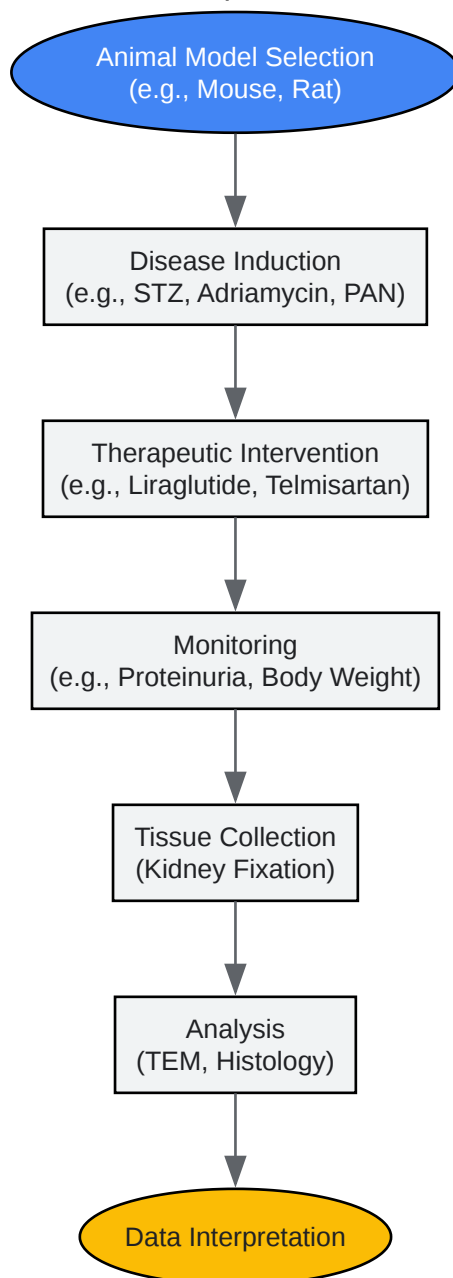 Animal Model Selection
(e.g., Mouse, Rat)
Disease Induction
(e.g., STZ, Adriamycin, PAN)
Therapeutic Intervention
(e.g., Liraglutide, Telmisartan)
Monitoring
(e.g., Proteinuria, Body Weight)
Tissue Collection
(Kidney Fixation)
Analysis
(TEM, Histology)
Data Interpretation